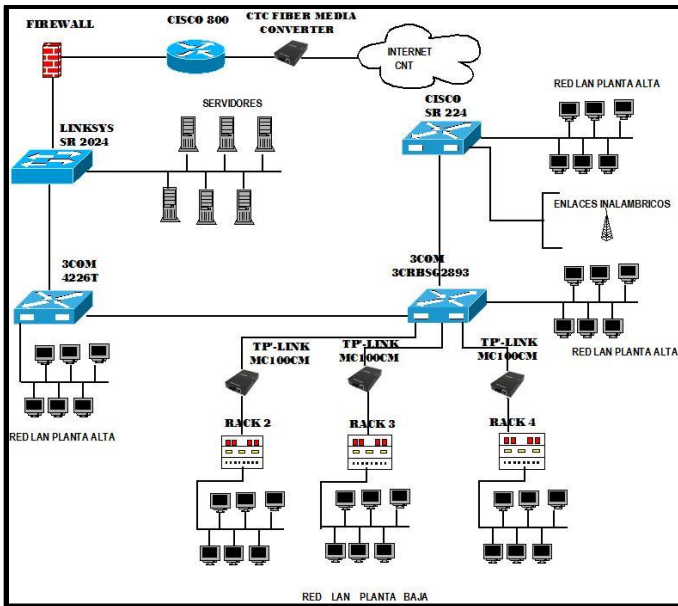 FIREWALL
CISCO 800
CTC FIBER MEDIA
CONVERTER
INTERNET
CNT
LINKSYS
SR 2024
SERVIDORES
CISCO
SR 224
RED LAN PLANTA ALTA
ENLACES INALAMBRICOS
3COM
4226T
3COM
3CRBSG2893
RED LAN PLANTA ALTA
TP'-LINK
MC100CM
TP'-LINK
MC100CM
TP'-LINK
MC100CM
RED LAN PLANTA ALTA
RACK 2
RACK 3
RACK 4
RED LAN PLANTA BAJA